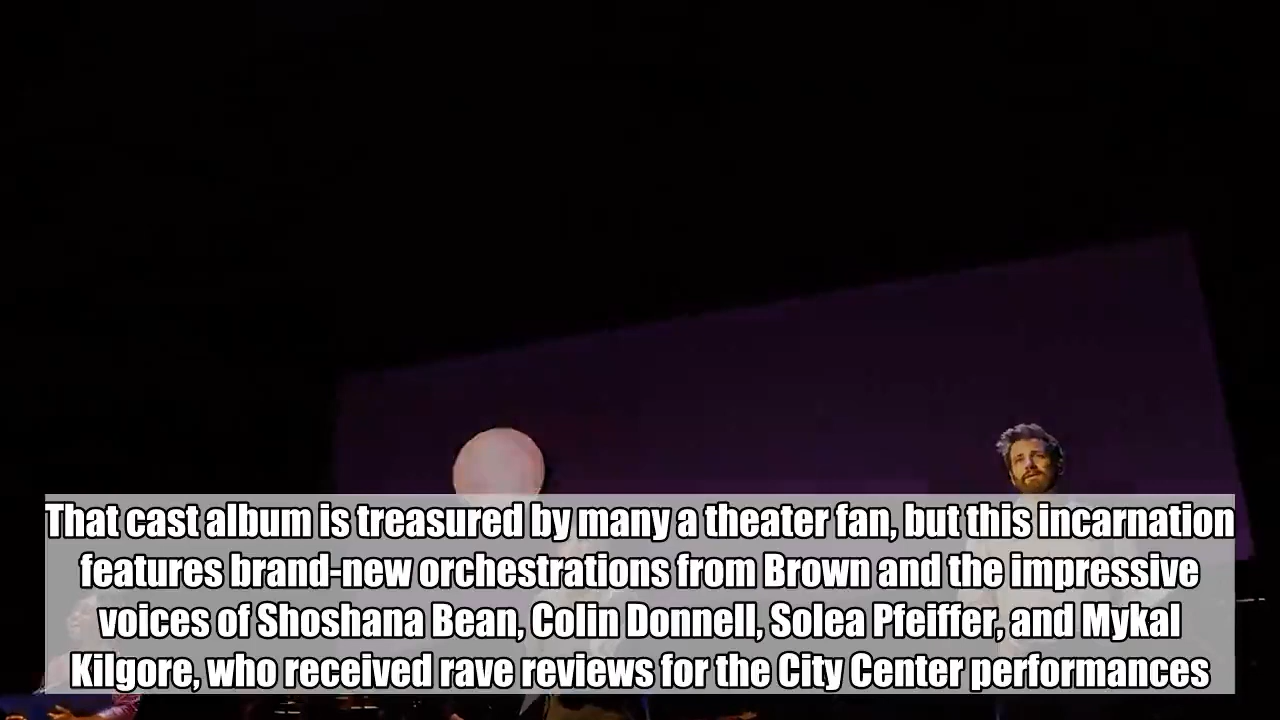 That cast album is treasured by many a theater fan, but this incarnation
features brand-new orchestrations from Brown and the impressive
voices of Shoshana Bean, Colin Donnell, Solea Pfeiffer, and Mykal
Kilgore, who received rave reviews for the City Center performances